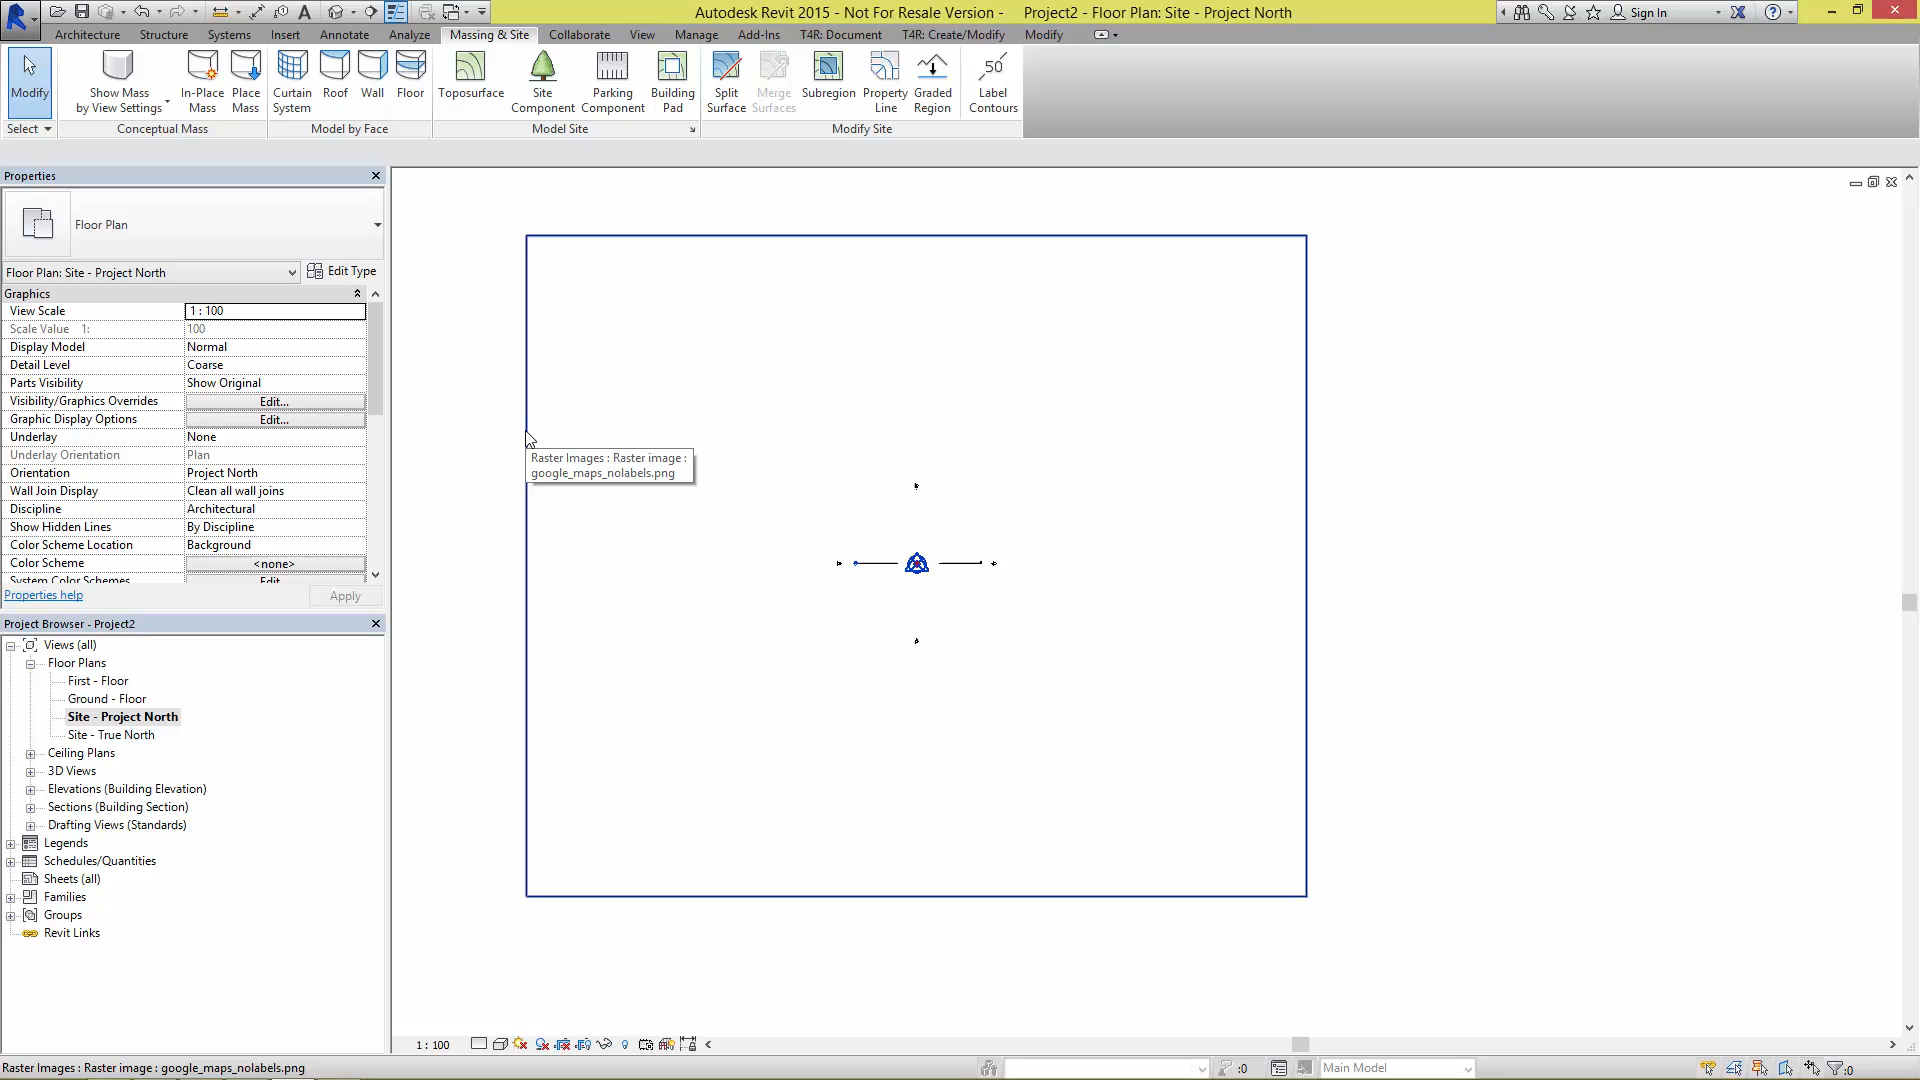 Autodesk Revit 2015 - Not For Resale Version - Project2 - Floor Plan: Site - Project North
Sign In
Architecture Structure Systems Insert Annotate Analyze Massing & Site Collaborate View Manage Add-Ins T4R: Document T4R: Create/Modify Modify
Modify
Show Mass
by View Settings
In-Place
Mass
Place
Mass
Curtain
System
Roof
Wall
Floor
Toposurface
Site
Component
Parking
Component
Building
Pad
Split
Surface
Merge
Surfaces
Subregion
Property
Line
Graded
Region
50
Label
Contours
Select
Conceptual Mass
Model by Face
Model Site
Modify Site
Properties
Floor Plan
Floor Plan: Site - Project North
Edit Type
Graphics
View Scale 1 : 100
Scale Value 1: 100
Display Model Normal
Detail Level Coarse
Parts Visibility Show Original
Visibility/Graphics Overrides Edit...
Graphic Display Options Edit...
Underlay None
Underlay Orientation Plan
Orientation Project North
Wall Join Display Clean all wall joins
Discipline Architectural
Show Hidden Lines By Discipline
Color Scheme Location Background
Color Scheme <none>
System Color Schemes Edit
Properties help
Apply
Project Browser - Project2
Views (all)
Floor Plans
First - Floor
Ground - Floor
Site - Project North
Site - True North
Ceiling Plans
3D Views
Elevations (Building Elevation)
Sections (Building Section)
Drafting Views (Standards)
Legends
Schedules/Quantities
Sheets (all)
Families
Groups
Revit Links
Raster Images : Raster image :
google_maps_nolabels.png
1 : 100
Raster Images : Raster image : google_maps_nolabels.png
:0
Main Model
:0